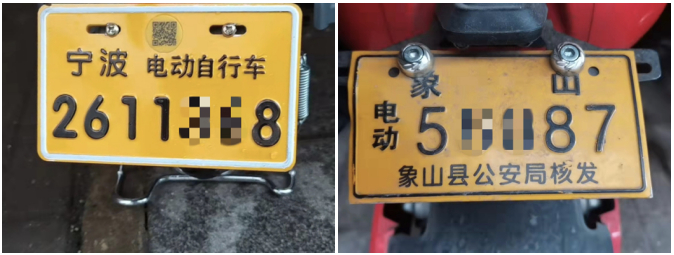 宁波 电动自行车
2611 8
象山
电动
5 87
象山县公安局核发